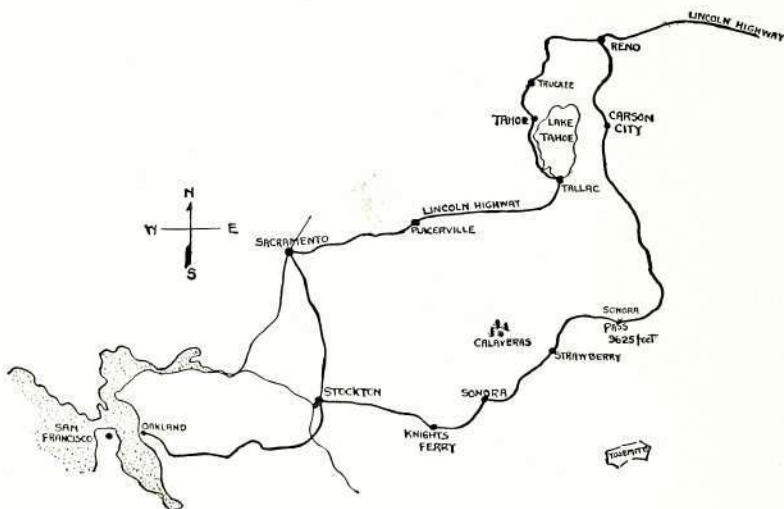 LINCOLN HIGHWAY
RENO
TRUCKEE
TAHOE
LAKE
TAHOE
CARSON
CITY
TALLAC
LINCOLN HIGHWAY
PLACERVILLE
N
W E
S
SACRAMENTO
SONORA
PASS
9625 feet
CALAVERAS
STRAWBERRY
STOCKTON
SONORA
OAKLAND
SAN
FRANCISCO
KNIGHTS
FERRY
YOSEMITE